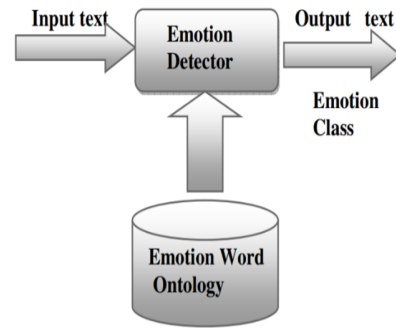 Input text
Emotion
Detector
Output text
Emotion
Class
Emotion Word
Ontology